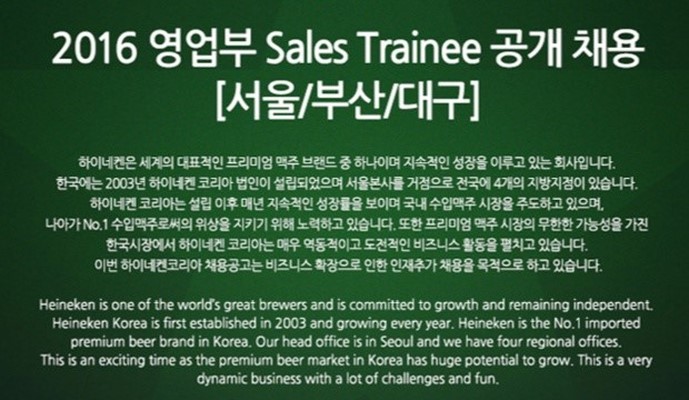 2016 영업부 Sales Trainee 공개 채용
[서울/부산/대구]
하이네켄은 세계의 대표적인 프리미엄 맥주 브랜드 중 하나이며 지속적인 성장을 이루고 있는 회사입니다.
한국에는 2003년 하이네켄 코리아 법인이 설립되었으며 서울본사를 거점으로 전국에 4개의 지방지점이 있습니다.
하이네켄 코리아는 설립 이후 매년 지속적인 성장률을 보이며 국내 수입맥주 시장을 주도하고 있으며,
나아가 No.1 수입맥주로써의 위상을 지키기 위해 노력하고 있습니다. 또한 프리미엄 맥주 시장의 무한한 가능성을 가진
한국시장에서 하이네켄 코리아는 매우 역동적이고 도전적인 비즈니스 활동을 펼치고 있습니다.
이번 하이네켄코리아 채용공고는 비즈니스 확장으로 인한 인재추가 채용을 목적으로 하고 있습니다.
Heineken is one of the world's great brewers and is committed to growth and remaining independent.
Heineken Korea is first established in 2003 and growing every year. Heineken is the No.1 imported
premium beer brand in Korea. Our head office is in Seoul and we have four regional offices.
This is an exciting time as the premium beer market in Korea has huge potential to grow. This is a very
dynamic business with a lot of challenges and fun.